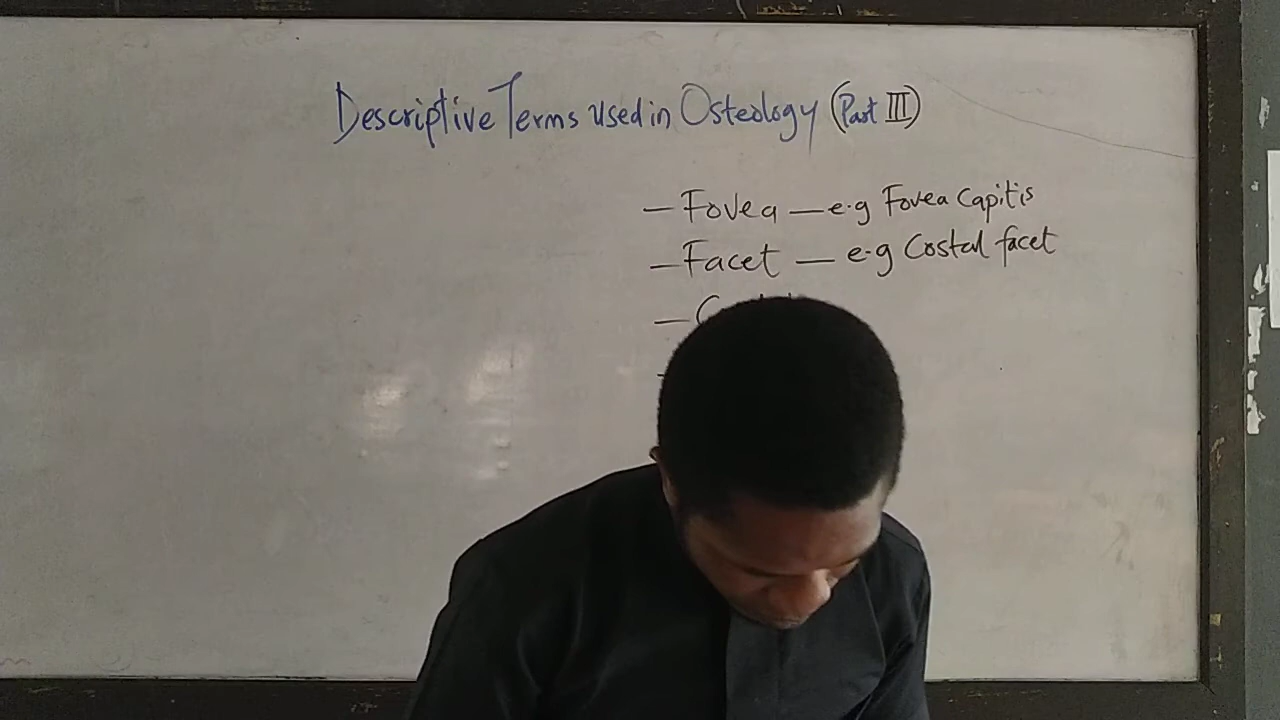 Descriptive Terms used in Osteology (Part III)
— Fovea — e.g Fovea Capitis
— Facet — e.g Costal facet
—